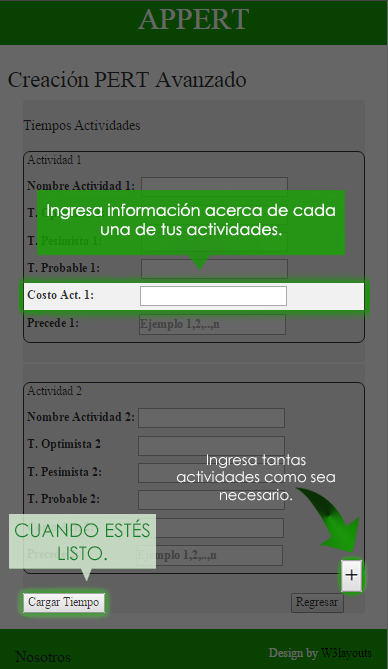 APPERT
Creación PERT Avanzado
Tiempos Actividades
Actividad 1
Nombre Actividad 1:
Ingresa información acerca de cada
una de tus actividades.
T. Pesimista 1:
T. Probable 1:
Costo Act. 1:
Precede 1: Ejemplo 1,2,..,n
Actividad 2
Nombre Actividad 2:
T. Optimista 2
T. Pesimista 2:
T. Probable 2:
Ingresa tantas
actividades como sea
necesario.
CUANDO ESTÉS
LISTO.
Ejemplo 1,2,..,n
+
Cargar Tiempo Regresar
Nosotros
Design by W3layouts